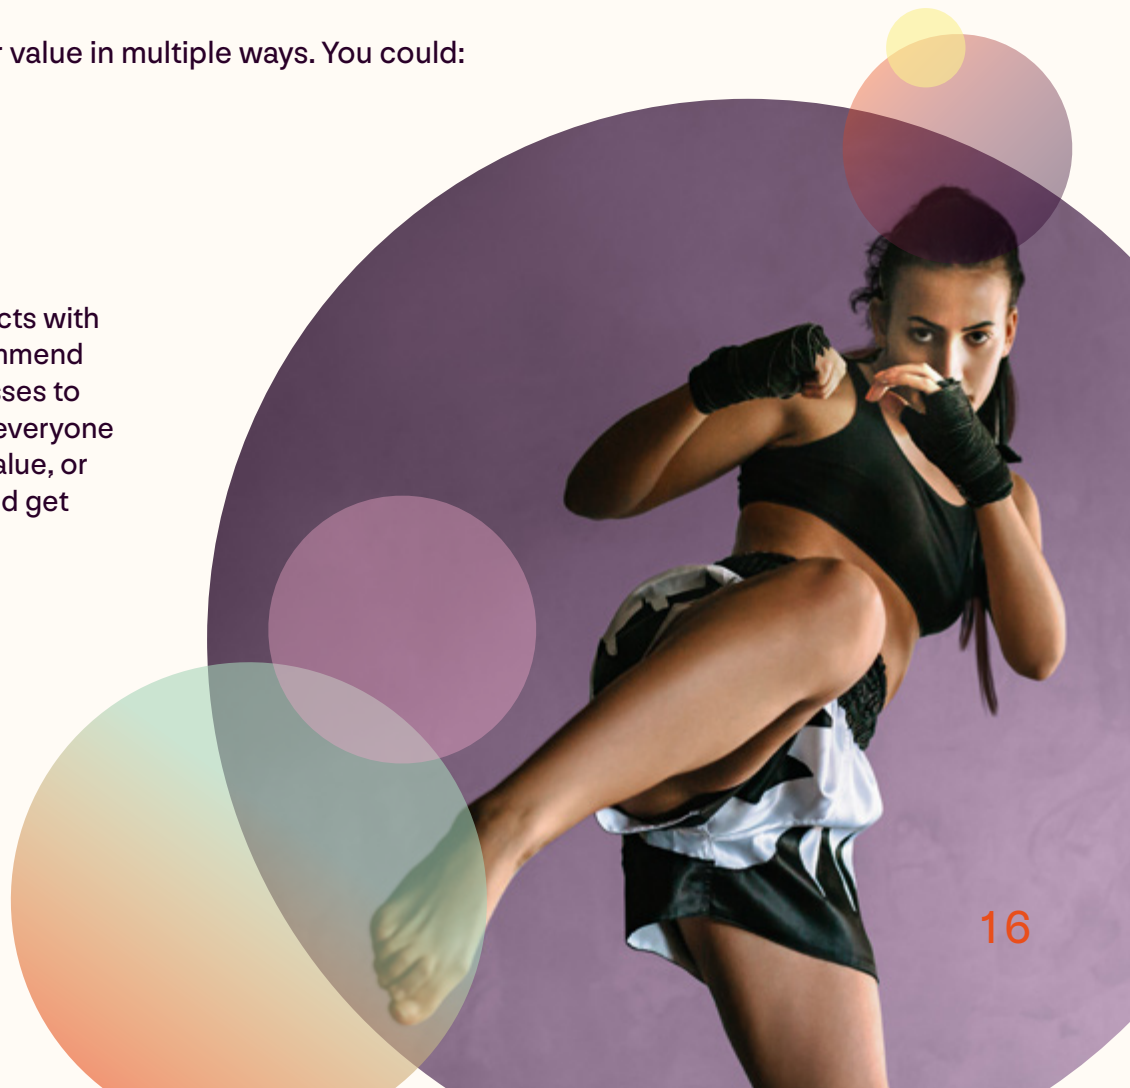 r value in multiple ways. You could:
cts with
nmend
sses to
everyone
alue, or
d get
16